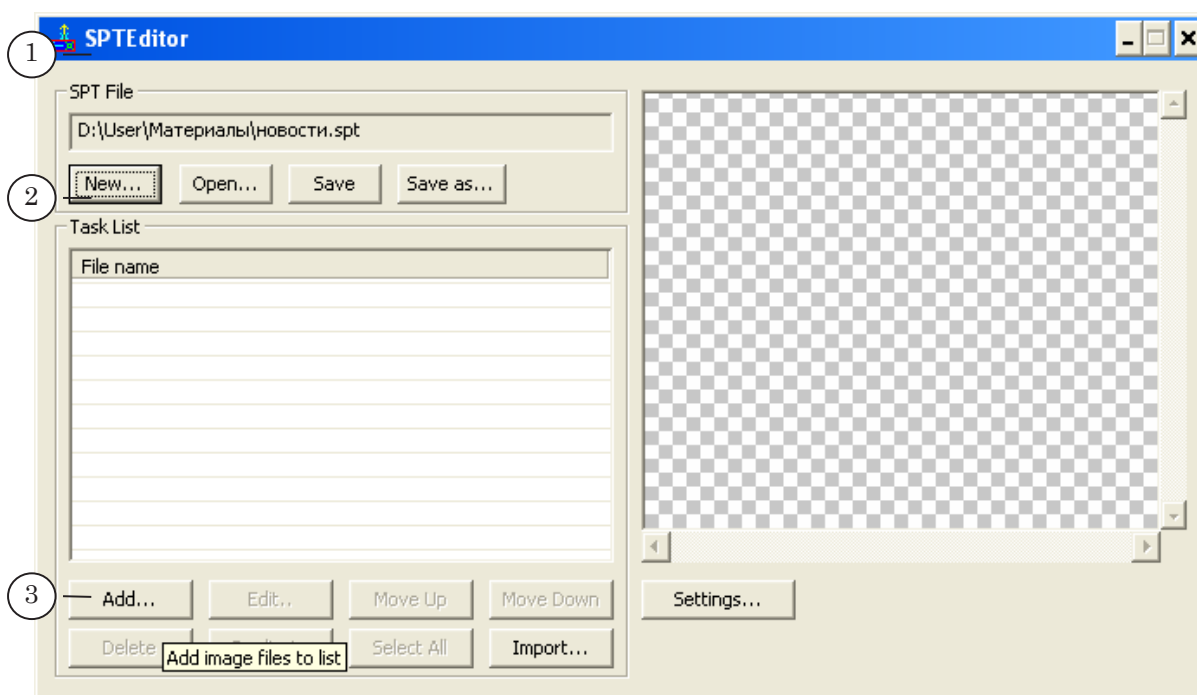 1
SPTEditor
SPT File
D:\User\Материалы\новости.spt
2
New... Open... Save Save as...
Task List
File name
3
Add... Edit.. Move Up Move Down Settings...
Delete Select All Import...
Add image files to list